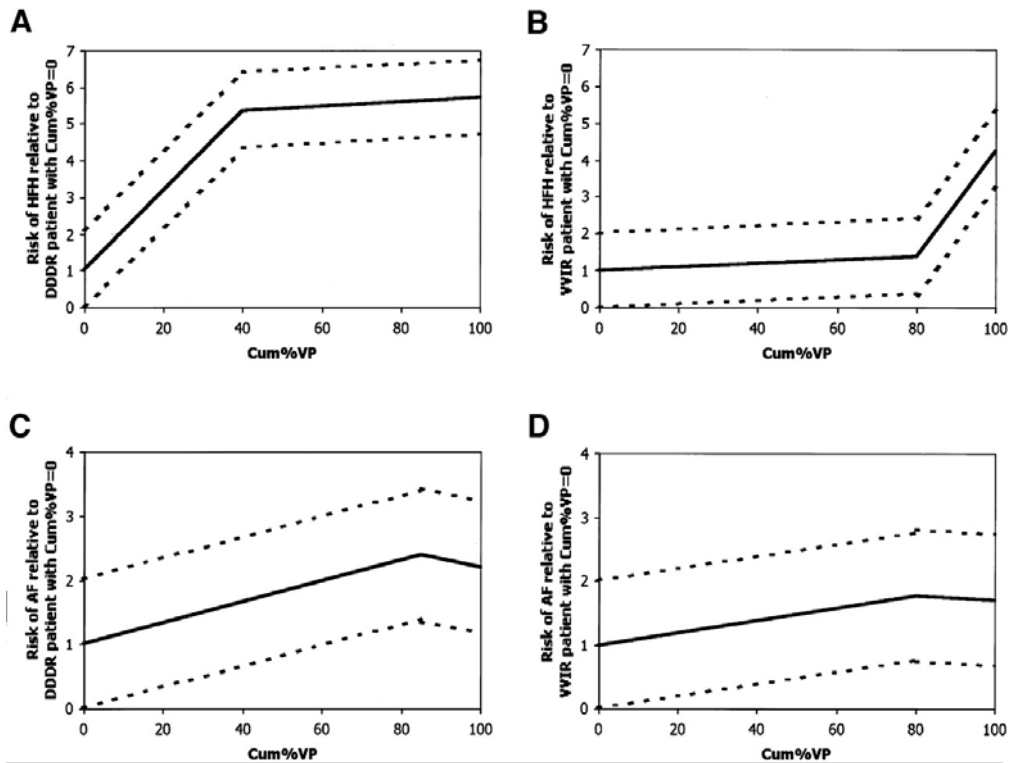 A
Risk of HFH relative to
DDDR patient with Cum%VP=0
7
6
5
4
3
2
1
0
0 20 40 60 80 100
Cum%VP
B
Risk of HFH relative to
VVIR patient with Cum%VP=0
7
6
5
4
3
2
1
0
0 20 40 60 80 100
Cum%VP
C
Risk of AF relative to
DDDR patient with Cum%VP=0
4
3
2
1
0
0 20 40 60 80 100
Cum%VP
D
Risk of AF relative to
VVIR patient with Cum%VP=0
4
3
2
1
0
0 20 40 60 80 100
Cum%VP